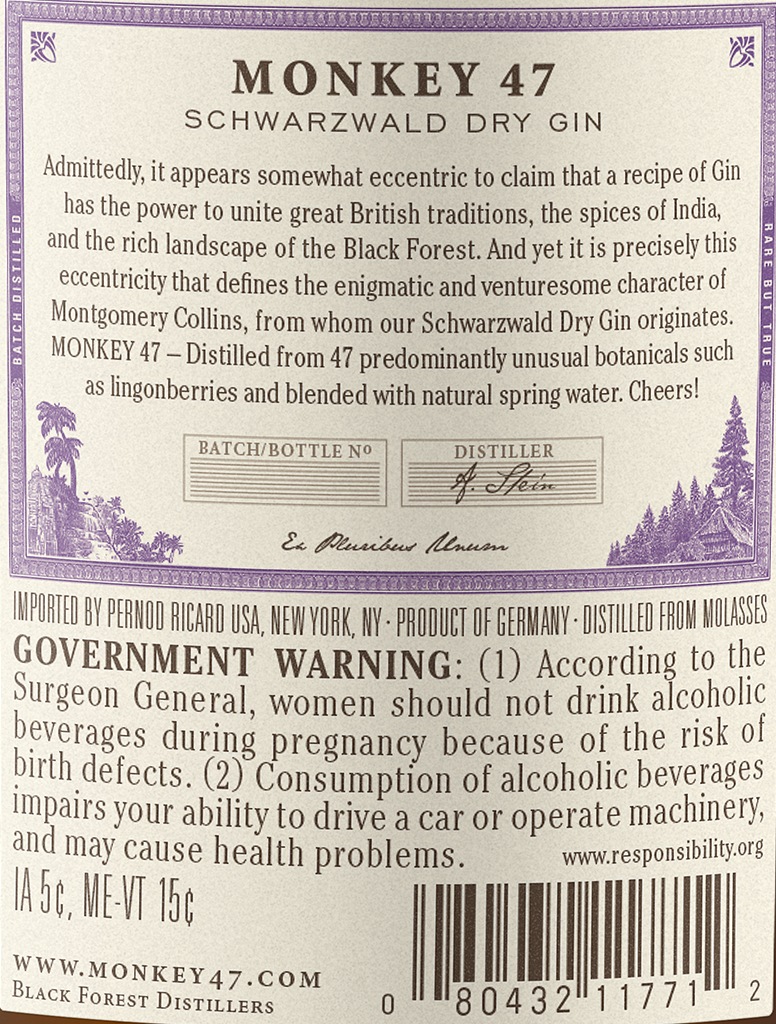 MONKEY 47
SCHWARZWALD DRY GIN
Admittedly, it appears somewhat eccentric to claim that a recipe of Gin
has the power to unite great British traditions, the spices of India,
and the rich landscape of the Black Forest. And yet it is precisely this
eccentricity that defines the enigmatic and venturesome character of
Montgomery Collins, from whom our Schwarzwald Dry Gin originates.
MONKEY 47 – Distilled from 47 predominantly unusual botanicals such
as lingonberries and blended with natural spring water. Cheers!
BATCH DISTILLED
RARE BUT TRUE
BATCH/BOTTLE Nº
DISTILLER
A. Stein
Ex Pluribus Unum
IMPORTED BY PERNOD RICARD USA, NEW YORK, NY · PRODUCT OF GERMANY · DISTILLED FROM MOLASSES
GOVERNMENT WARNING: (1) According to the
Surgeon General, women should not drink alcoholic
beverages during pregnancy because of the risk of
birth defects. (2) Consumption of alcoholic beverages
impairs your ability to drive a car or operate machinery,
and may cause health problems.
www.responsibility.org
IA 5¢, ME-VT 15¢
WWW.MONKEY47.COM
BLACK FOREST DISTILLERS
0 80432 11771 2